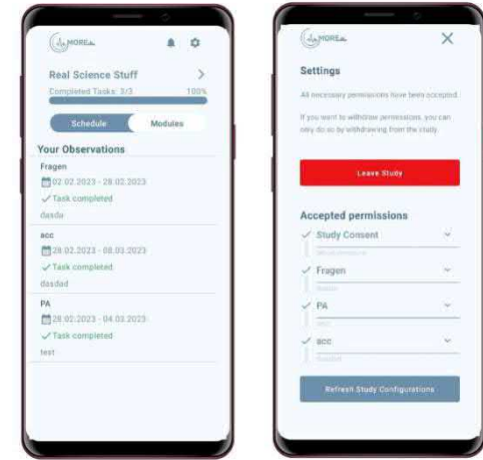 MORE
Real Science Stuff
Completed Tasks: 3/3 100%
Schedule Modules
Your Observations
Fragen
02.02.2023 - 28.02.2023
Task completed
dasda
acc
28.02.2023 - 08.03.2023
Task completed
dasdad
PA
28.02.2023 - 04.03.2023
Task completed
test
MORE
Settings
All necessary permissions have been accepted.
If you want to withdraw permissions, you can
only do so by withdrawing from the study.
Leave Study
Accepted permissions
Study Consent
Fragen
PA
acc
Refresh Study Configurations